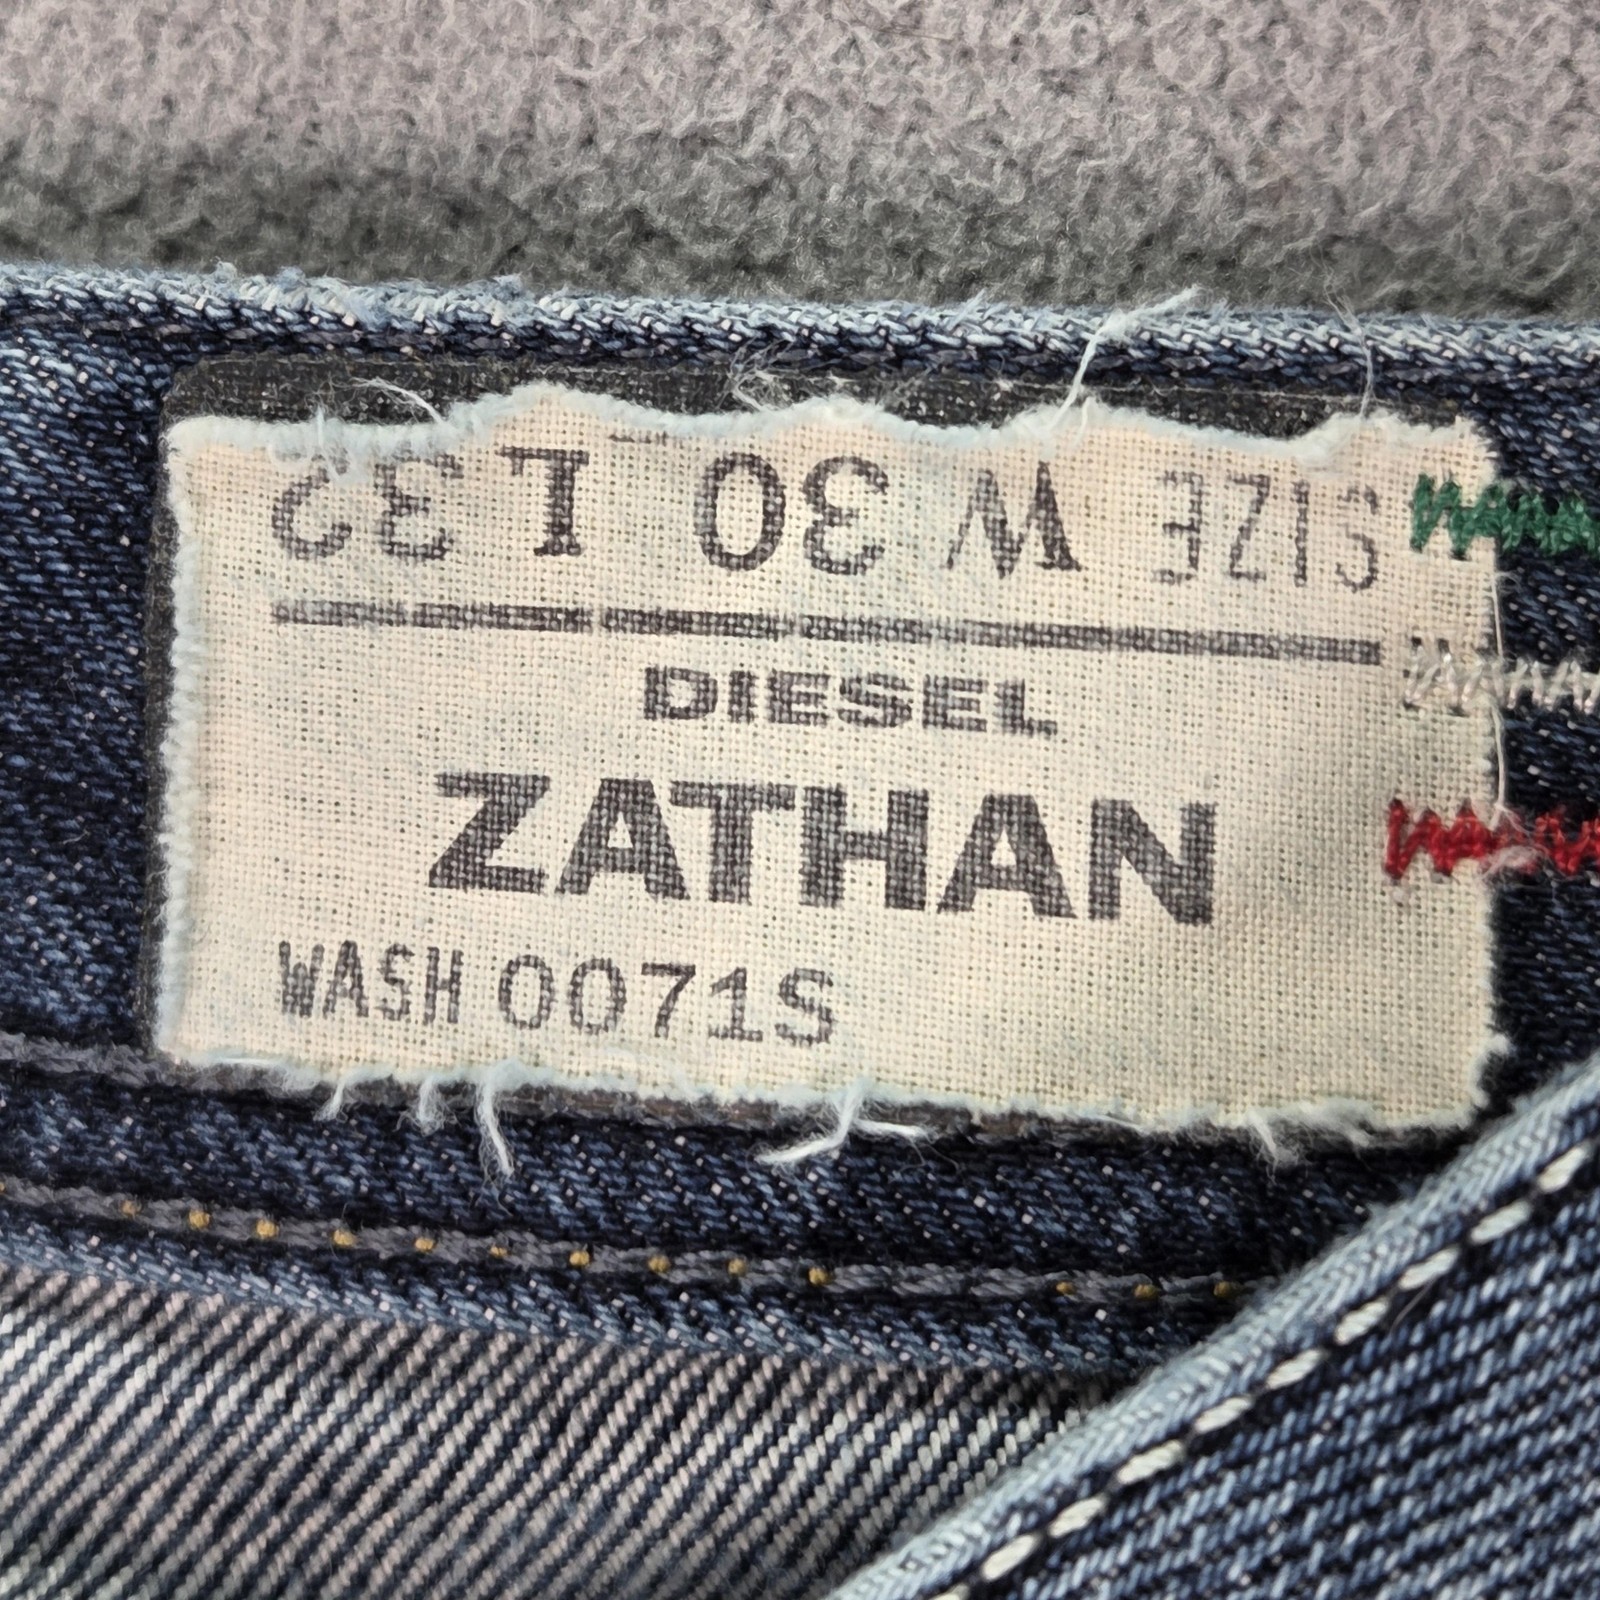 SIZE W 30 L 32
DIESEL
ZATHAN
WASH 0071S